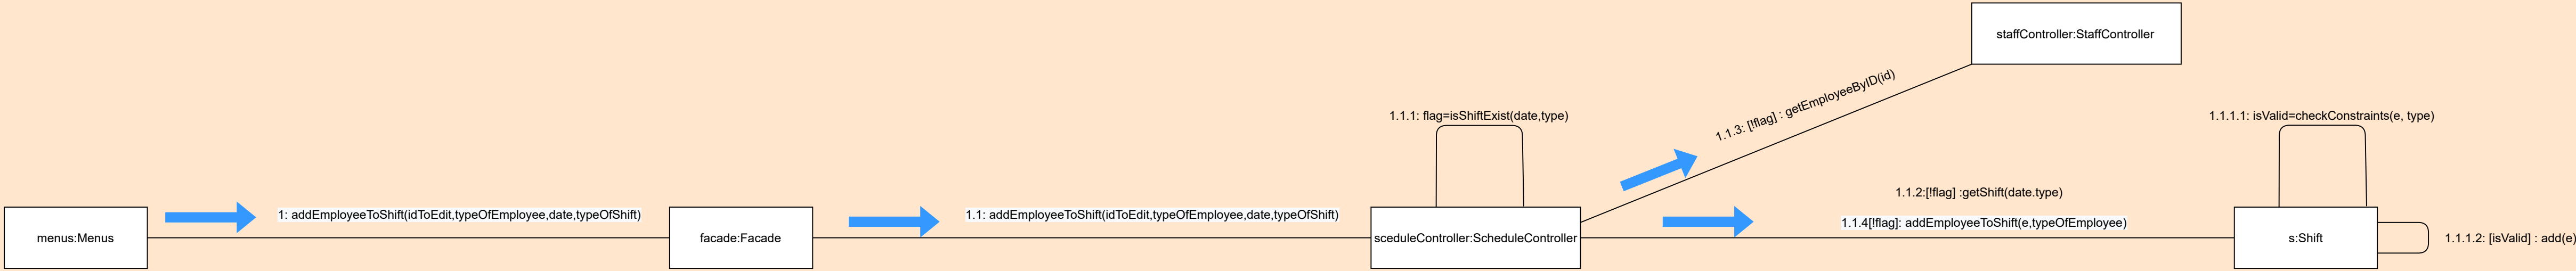 staffController:StaffController
1.1.3: [!flag] : getEmployeeByID(id)
1.1.1: flag=isShiftExist(date,type)
1.1.1.1: isValid=checkConstraints(e, type)
1.1.2:[!flag] :getShift(date.type)
1: addEmployeeToShift(idToEdit,typeOfEmployee,date,typeOfShift)
1.1: addEmployeeToShift(idToEdit,typeOfEmployee,date,typeOfShift)
1.1.4[!flag]: addEmployeeToShift(e,typeOfEmployee)
menus:Menus
facade:Facade
sceduleController:ScheduleController
s:Shift
1.1.1.2: [isValid] : add(e)